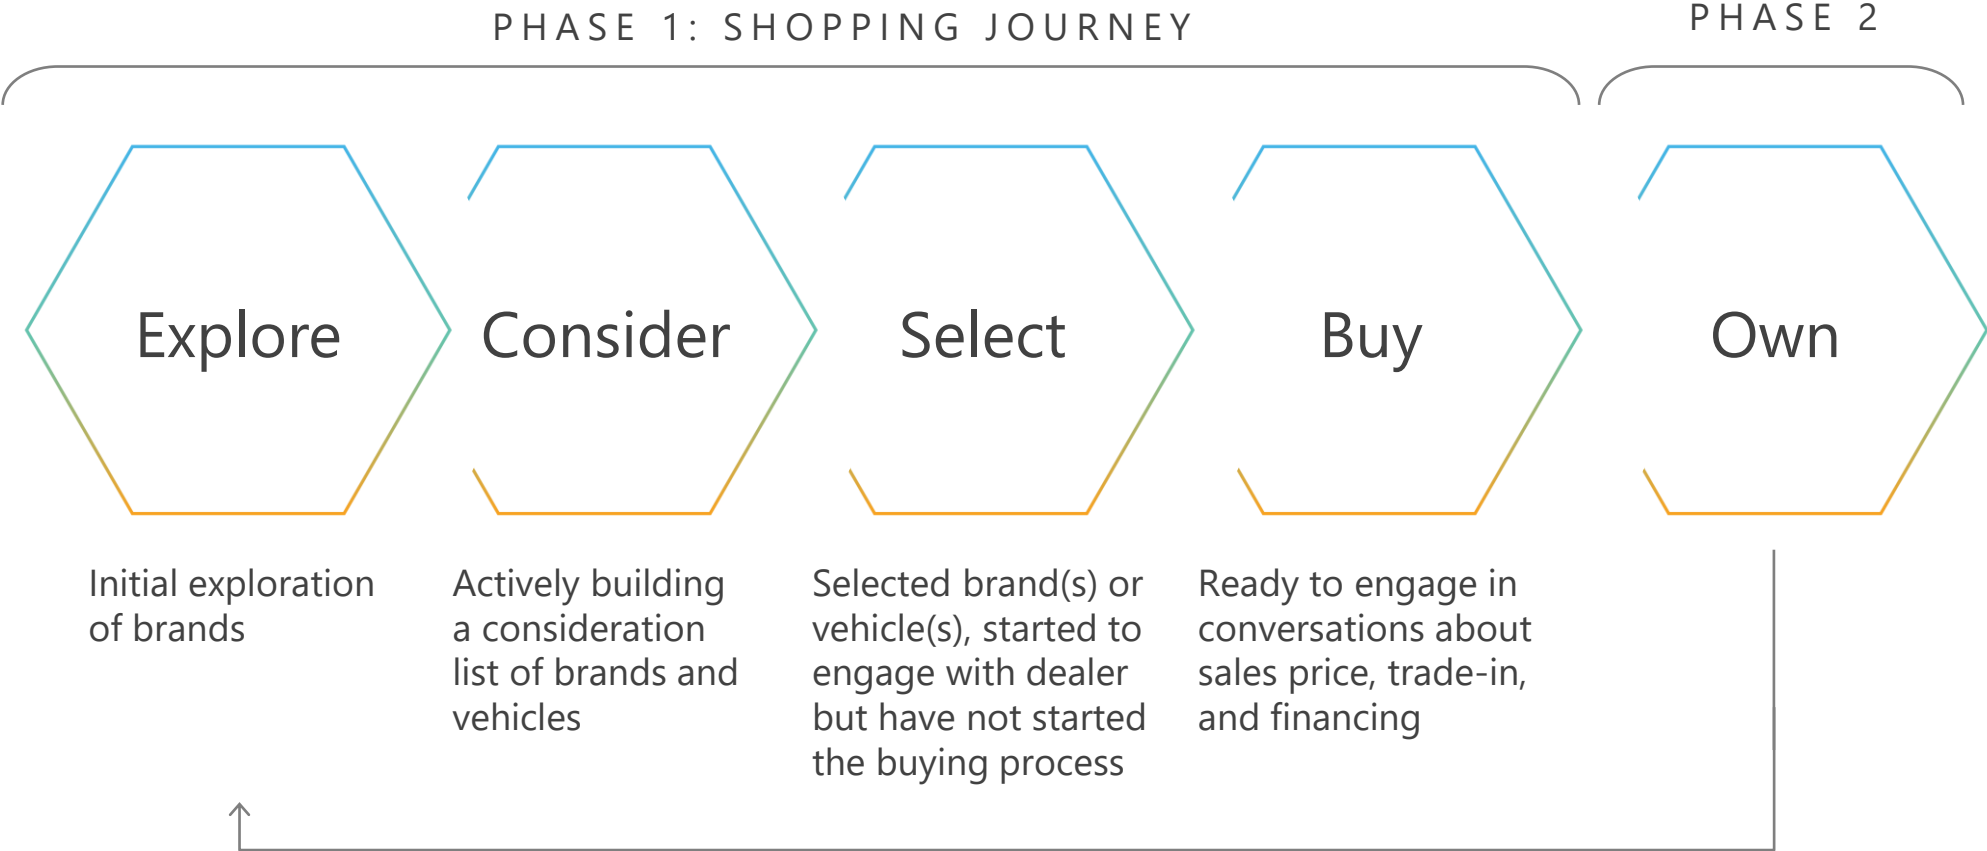 PHASE 1: SHOPPING JOURNEY
PHASE 2
Explore
Consider
Select
Buy
Own
Initial exploration
of brands
Actively building
a consideration
list of brands and
vehicles
Selected brand(s) or
vehicle(s), started to
engage with dealer
but have not started
the buying process
Ready to engage in
conversations about
sales price, trade-in,
and financing